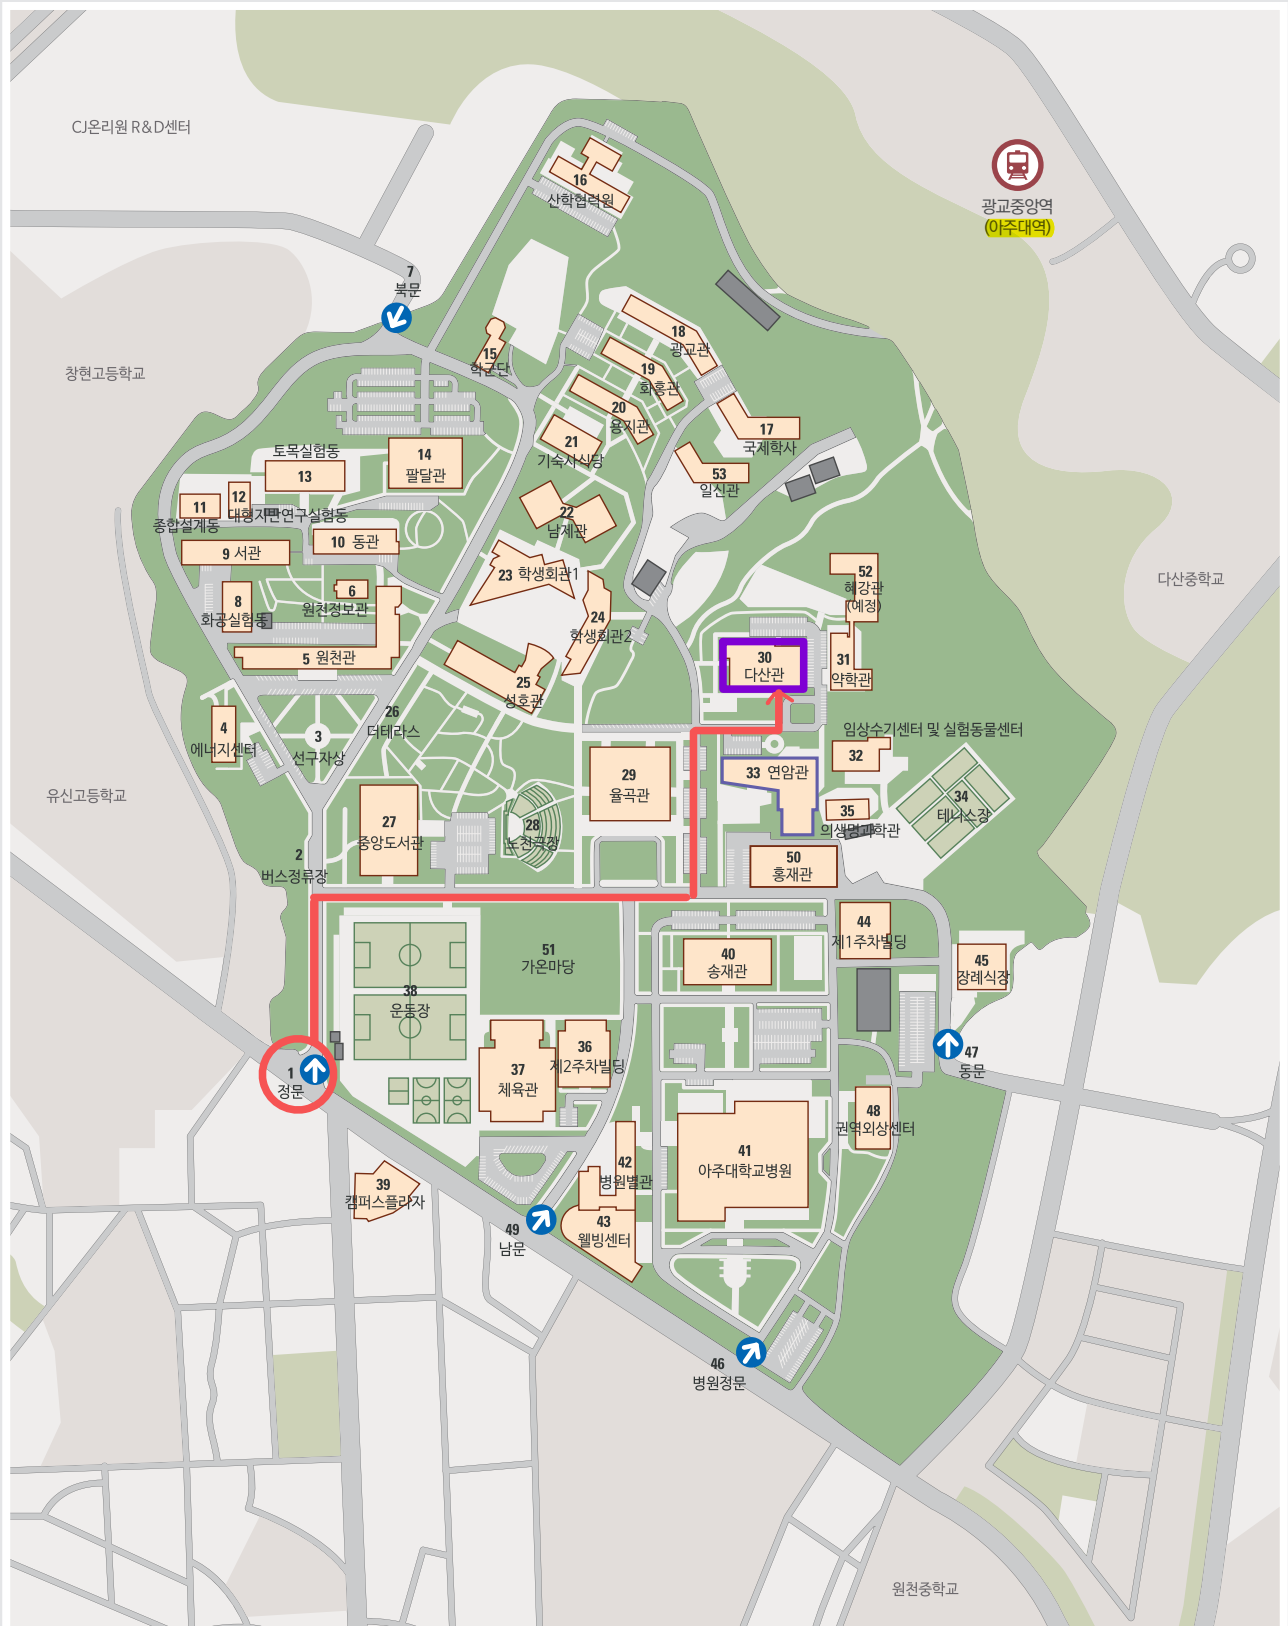 CJ온리원 R&D센터
광교중앙역
(아주대역)
16
산학협력원
7
북문
창현고등학교
15
학군단
18
광교관
19
화홍관
20
용지관
21
기숙사식당
17
국제학사
53
일신관
토목실험동
13
14
팔달관
11
종합설계동
12
대형지반연구실험동
22
남제관
9 서관
10 동관
23 학생회관1
24
학생회관2
52
혜강관
(예정)
다산중학교
8
화공실험동
6
원천정보관
5 원천관
25
성호관
30
다산관
31
약학관
4
에너지센터
3
선구자상
26
더테라스
임상수기센터 및 실험동물센터
32
유신고등학교
29
율곡관
33 연암관
34
테니스장
35
의생명과학관
27
중앙도서관
28
노천극장
2
버스정류장
50
홍재관
44
제1주차빌딩
51
가온마당
40
송재관
45
장례식장
38
운동장
1
정문
37
체육관
36
제2주차빌딩
47
동문
48
권역외상센터
41
아주대학교병원
42
병원별관
39
캠퍼스플라자
43
웰빙센터
49
남문
46
병원정문
원천중학교